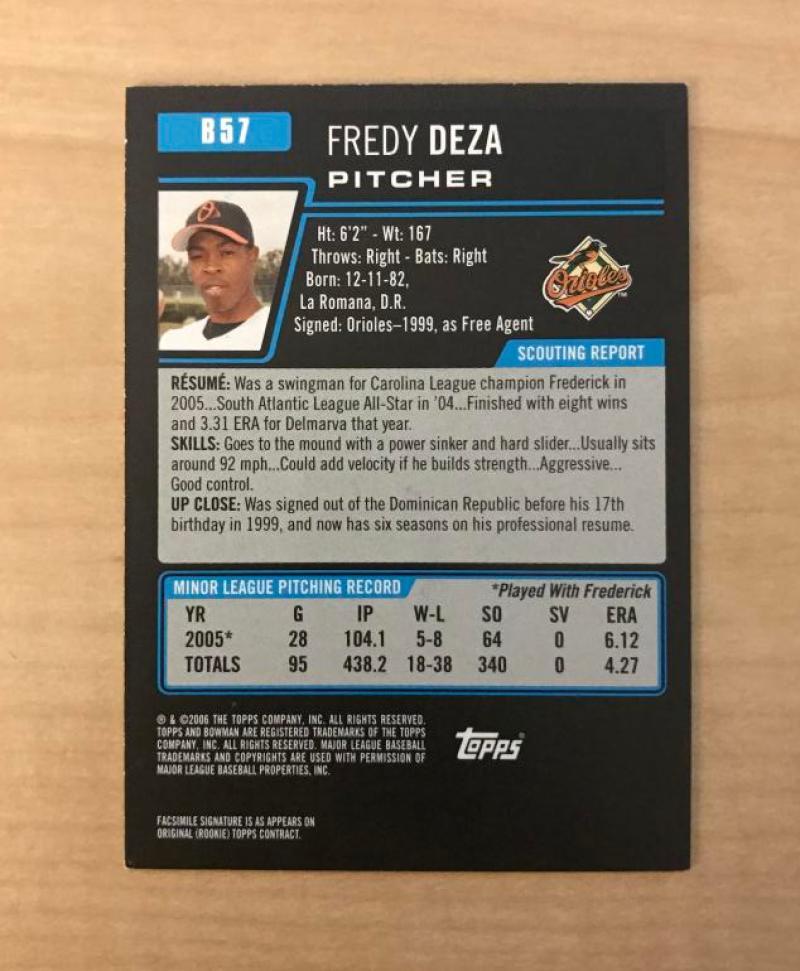 B57
FREDY DEZA
PITCHER
Ht: 6'2" - Wt: 167
Throws: Right - Bats: Right
Born: 12-11-82,
La Romana, D.R.
Signed: Orioles–1999, as Free Agent
Orioles
TM
SCOUTING REPORT
RÉSUMÉ: Was a swingman for Carolina League champion Frederick in
2005...South Atlantic League All-Star in '04...Finished with eight wins
and 3.31 ERA for Delmarva that year.
SKILLS: Goes to the mound with a power sinker and hard slider...Usually sits
around 92 mph...Could add velocity if he builds strength...Aggressive...
Good control.
UP CLOSE: Was signed out of the Dominican Republic before his 17th
birthday in 1999, and now has six seasons on his professional resume.
MINOR LEAGUE PITCHING RECORD *Played With Frederick
YR G IP W-L SO SV ERA
2005* 28 104.1 5-8 64 0 6.12
TOTALS 95 438.2 18-38 340 0 4.27
® & ©2006 THE TOPPS COMPANY, INC. ALL RIGHTS RESERVED.
TOPPS AND BOWMAN ARE REGISTERED TRADEMARKS OF THE TOPPS
COMPANY, INC. ALL RIGHTS RESERVED. MAJOR LEAGUE BASEBALL
TRADEMARKS AND COPYRIGHTS ARE USED WITH PERMISSION OF
MAJOR LEAGUE BASEBALL PROPERTIES, INC.
Topps®
FACSIMILE SIGNATURE IS AS APPEARS ON
ORIGINAL (ROOKIE) TOPPS CONTRACT.